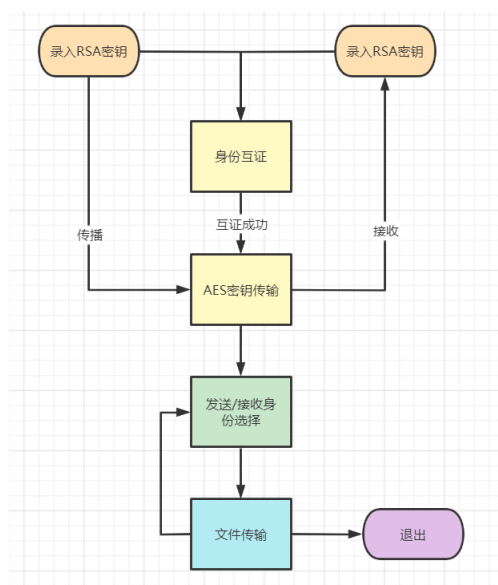 录入RSA密钥
录入RSA密钥
身份互证
互证成功
传播
接收
AES密钥传输
发送/接收身
份选择
文件传输
退出